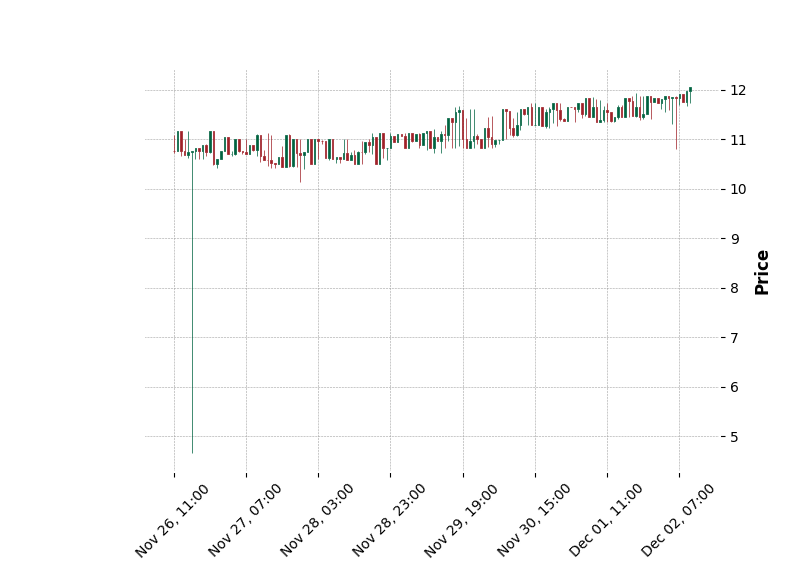 12
11
10
9
8
7
6
5
Price
Nov 26, 11:00
Nov 27, 07:00
Nov 28, 03:00
Nov 28, 23:00
Nov 29, 19:00
Nov 30, 15:00
Dec 01, 11:00
Dec 02, 07:00